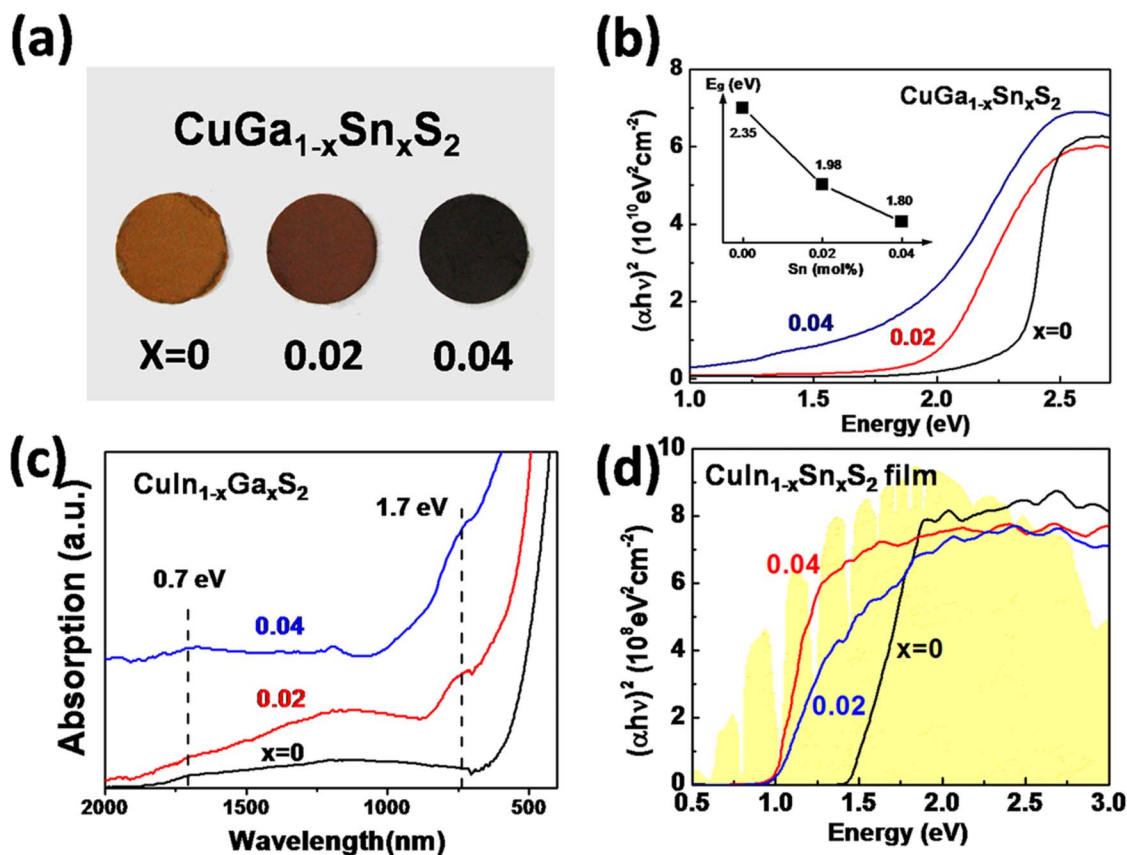 (a)
CuGa₁₋ₓSnₓS₂
X=0 0.02 0.04
(b)
CuGa₁₋ₓSnₓS₂
Eg (eV)
2.35
1.98
1.80
0.00 0.02 0.04
Sn (mol%)
0.04
0.02
x=0
8
6
4
2
0
(αhν)² (10¹⁰eV²cm⁻²)
1.0 1.5 2.0 2.5
Energy (eV)
(c)
CuIn₁₋ₓGaₓS₂
1.7 eV
0.7 eV
0.04
0.02
x=0
Absorption (a.u.)
2000 1500 1000 500
Wavelength(nm)
(d)
CuIn₁₋ₓSnₓS₂ film
0.04
x=0
0.02
10
8
6
4
2
0
(αhν)² (10⁸eV²cm⁻²)
0.5 1.0 1.5 2.0 2.5 3.0
Energy (eV)